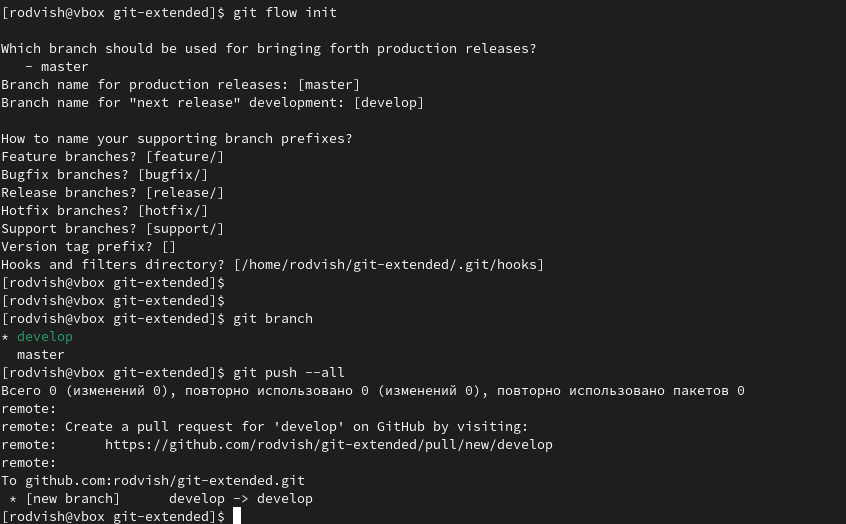 [rodvish@vbox git-extended]$ git flow init
Which branch should be used for bringing forth production releases?
   - master
Branch name for production releases: [master]
Branch name for "next release" development: [develop]
How to name your supporting branch prefixes?
Feature branches? [feature/]
Bugfix branches? [bugfix/]
Release branches? [release/]
Hotfix branches? [hotfix/]
Support branches? [support/]
Version tag prefix? []
Hooks and filters directory? [/home/rodvish/git-extended/.git/hooks]
[rodvish@vbox git-extended]$
[rodvish@vbox git-extended]$
[rodvish@vbox git-extended]$ git branch
* develop
  master
[rodvish@vbox git-extended]$ git push --all
Всего 0 (изменений 0), повторно использовано 0 (изменений 0), повторно использовано пакетов 0
remote:
remote: Create a pull request for 'develop' on GitHub by visiting:
remote:      https://github.com/rodvish/git-extended/pull/new/develop
remote:
To github.com:rodvish/git-extended.git
 * [new branch]      develop -> develop
[rodvish@vbox git-extended]$